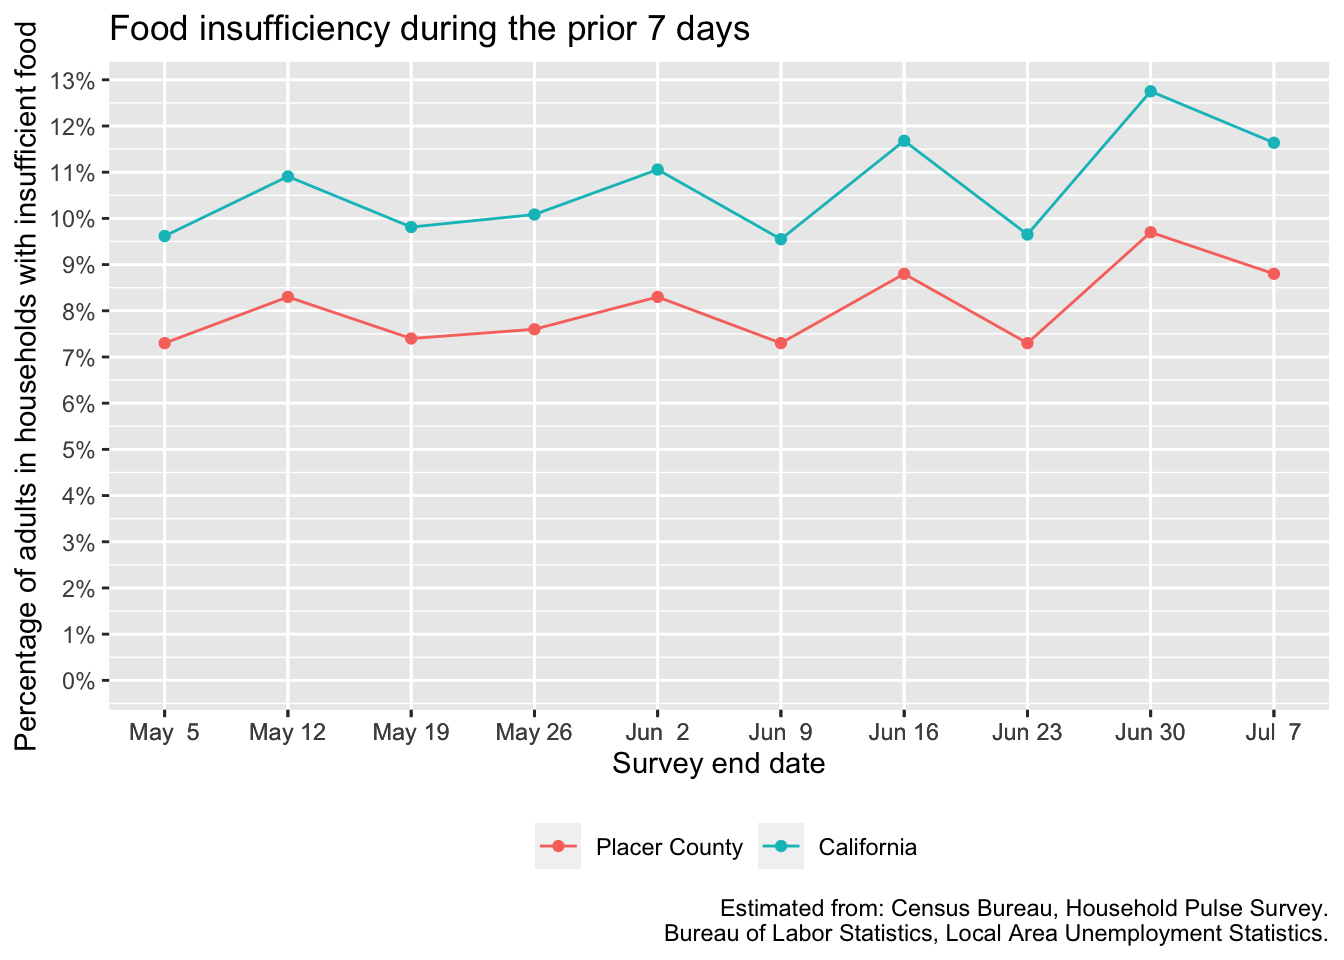 Food insufficiency during the prior 7 days
Percentage of adults in households with insufficient food
13%
12%
11%
10%
9%
8%
7%
6%
5%
4%
3%
2%
1%
0%
May 5 May 12 May 19 May 26 Jun 2 Jun 9 Jun 16 Jun 23 Jun 30 Jul 7
Survey end date
Placer County California
Estimated from: Census Bureau, Household Pulse Survey.
Bureau of Labor Statistics, Local Area Unemployment Statistics.